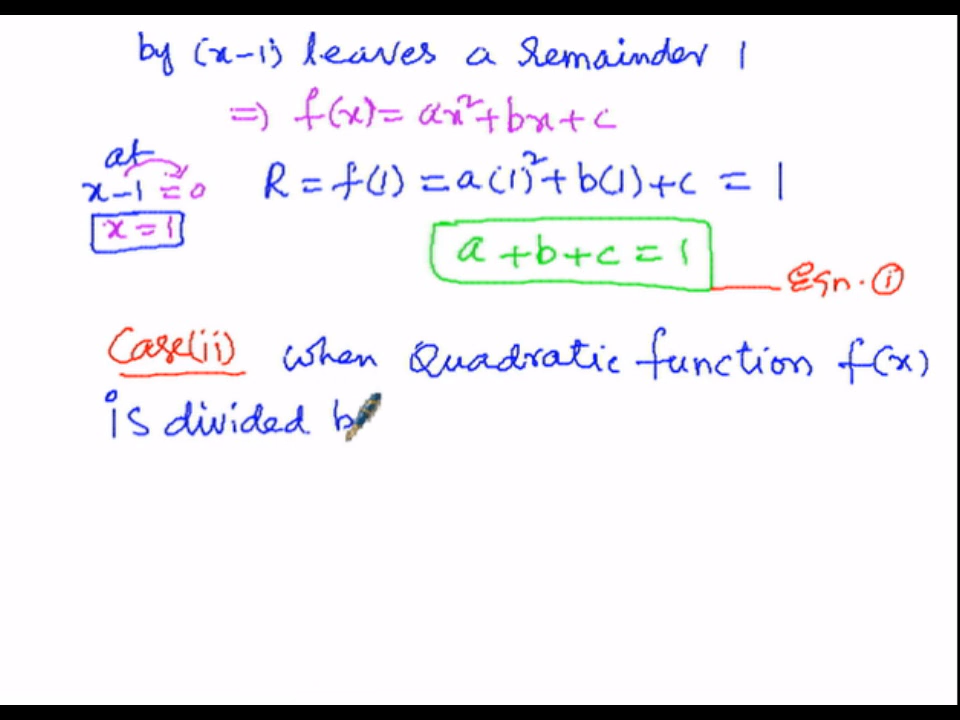 by (x-1) leaves a remainder 1
=> f(x) = ax²+bx+c
at
x-1=0 R = f(1) = a(1)²+b(1)+c = 1
x=1
a+b+c=1 Eqn. ①
Case(ii) when Quadratic function f(x)
is divided b